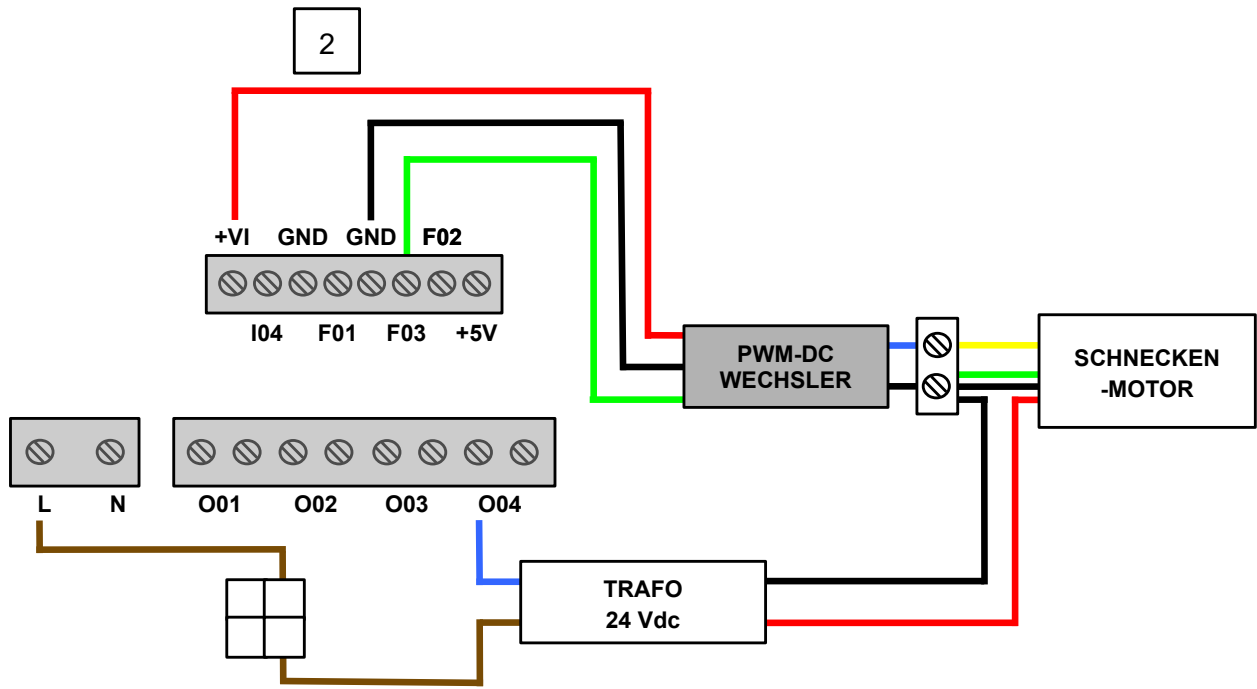 2
+VI GND GND F02
I04 F01 F03 +5V
PWM-DC
WECHSLER
SCHNECKEN
-MOTOR
L N O01 O02 O03 O04
TRAFO
24 Vdc